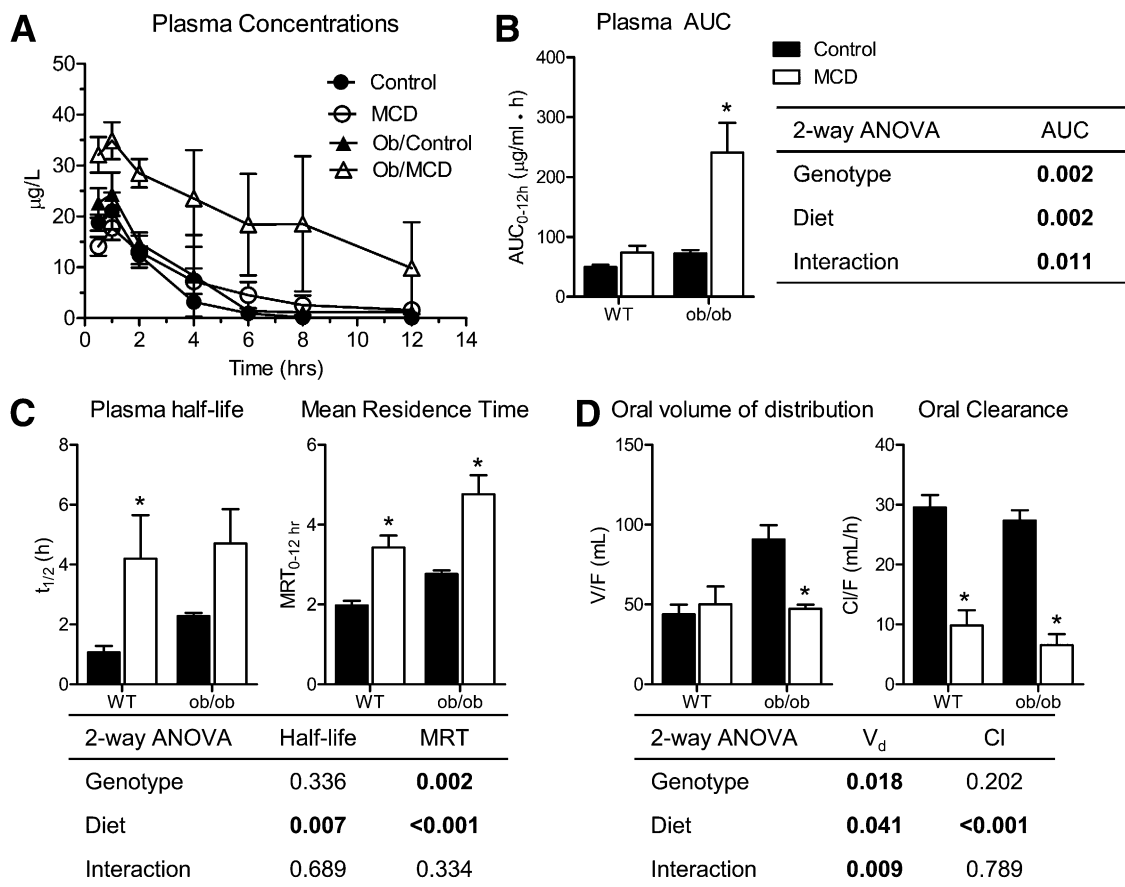 A
Plasma Concentrations
50
40
30
20
10
0
µg/L
0 2 4 6 8 10 12 14
Time (hrs)
Control
MCD
Ob/Control
Ob/MCD
B
Plasma AUC
400
300
200
100
0
AUC0-12h (µg/ml • h)
*
WT ob/ob
Control
MCD
2-way ANOVA AUC
Genotype 0.002
Diet 0.002
Interaction 0.011
C
Plasma half-life
8
6
4
2
0
t1/2 (h)
*
WT ob/ob
Mean Residence Time
6
4
2
0
MRT0-12 hr
*
*
WT ob/ob
2-way ANOVA Half-life MRT
Genotype 0.336 0.002
Diet 0.007 <0.001
Interaction 0.689 0.334
D
Oral volume of distribution
150
100
50
0
V/F (mL)
*
WT ob/ob
Oral Clearance
40
30
20
10
0
Cl/F (mL/h)
*
*
WT ob/ob
2-way ANOVA Vd Cl
Genotype 0.018 0.202
Diet 0.041 <0.001
Interaction 0.009 0.789